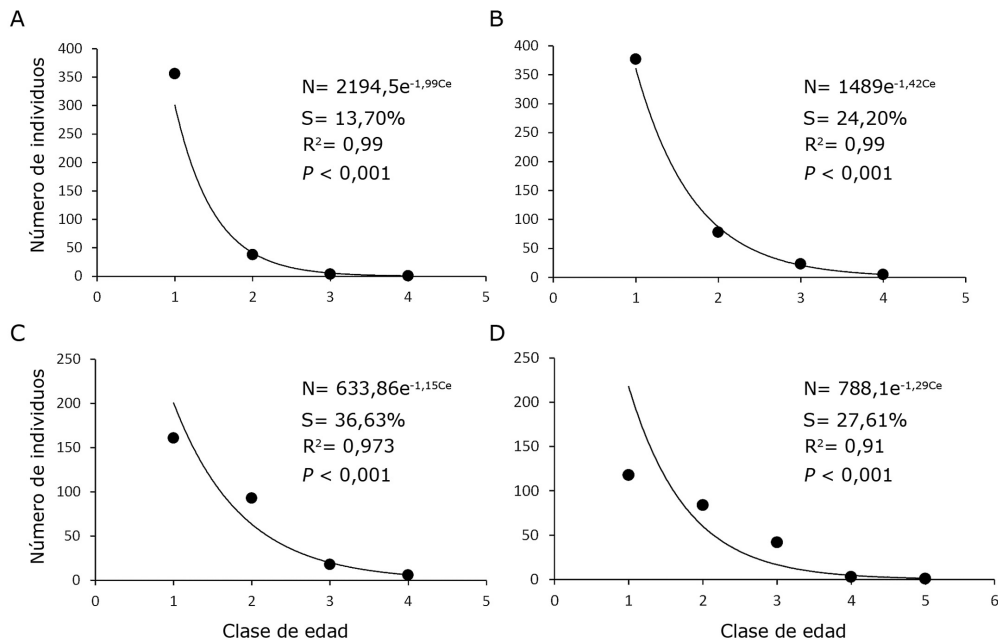 A
Número de individuos
400
350
300
250
200
150
100
50
0
0 1 2 3 4 5
N= 2194,5e^-1,99Ce
S= 13,70%
R²= 0,99
P < 0,001
B
400
350
300
250
200
150
100
50
0
0 1 2 3 4 5
N= 1489e^-1,42Ce
S= 24,20%
R²= 0,99
P < 0,001
C
Número de individuos
250
200
150
100
50
0
0 1 2 3 4 5
N= 633,86e^-1,15Ce
S= 36,63%
R²= 0,973
P < 0,001
Clase de edad
D
250
200
150
100
50
0
0 1 2 3 4 5 6
N= 788,1e^-1,29Ce
S= 27,61%
R²= 0,91
P < 0,001
Clase de edad